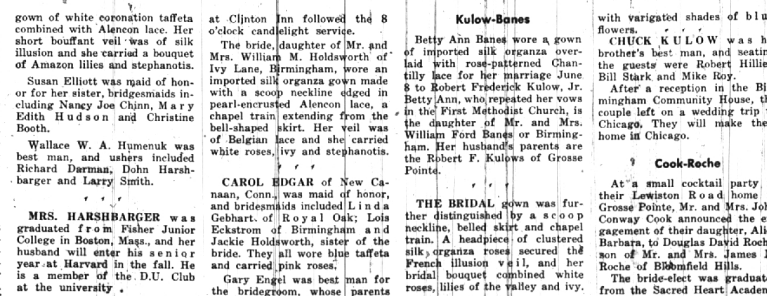 gown of white coronation taffeta
combined with Alencon lace. Her
short bouffant veil was of silk
illusion and she carried a bouquet
of Amazon lilies and stephanotis.
Susan Elliott was maid of hon-
or for her sister, bridesmaids in-
cluding Nancy Joe Chinn, Mary
Edith Hudson and Christine
Booth.
Wallace W. A. Humenuk was
best man, and ushers included
Richard Darman, Dohn Harsh-
barger and Larry Smith.
MRS. HARSHBARGER was
graduated from Fisher Junior
College in Boston, Mass., and her
husband will enter his senior
year at Harvard in the fall. He
is a member of the D.U. Club
at the university.
at Clinton Inn followed the 8
o'clock candlelight service.
The bride, daughter of Mr. and
Mrs. William M. Holdsworth of
Ivy Lane, Birmingham, wore an
imported silk organza gown made
with a scoop neckline edged in
pearl-encrusted Alencon lace, a
chapel train extending from the
bell-shaped skirt. Her veil was
of Belgian lace and she carried
white roses, ivy and stephanotis.
CAROL EDGAR of New Ca-
naan, Conn., was maid of honor,
and bridesmaids included Linda
Gebhart, of Royal Oak; Lois
Eckstrom of Birmingham and
Jackie Holdsworth, sister of the
bride. They all wore blue taffeta
and carried pink roses.
Gary Engel was best man for
the bridegroom, whose parents
Kulow-Banes
Betty Ann Banes wore a gown
of imported silk organza over-
laid with rose-patterned Chan-
tilly lace for her marriage June
8 to Robert Frederick Kulow, Jr.
Betty Ann, who repeated her vows
in the First Methodist Church, is
the daughter of Mr. and Mrs.
William Ford Banes or Birming-
ham. Her husband's parents are
the Robert F. Kulows of Grosse
Pointe.
THE BRIDAL gown was fur-
ther distinguished by a scoop
neckline, belled skirt and chapel
train. A headpiece of clustered
silk organza roses secured the
French illusion veil, and her
bridal bouquet combined white
roses, lilies of the valley and ivy.
with varigated shades of blu
flowers.
CHUCK KULOW was h
brother's best man, and seatin
the guests were Robert Hillie
Bill Stark and Mike Roy.
After a reception in the Bi
mingham Community House, t
couple left on a wedding trip
Chicago. They will make the
home in Chicago.
Cook-Roche
At a small cocktail party
their Lewiston Road home
Grosse Pointe, Mr. and Mrs. Joh
Conway Cook announced the e
gagement of their daughter, Ali
Barbara, to Douglas David Roch
son of Mr. and Mrs. James
Roche of Bloomfield Hills.
The bride-elect was graduat
from the Sacred Heart Acaden